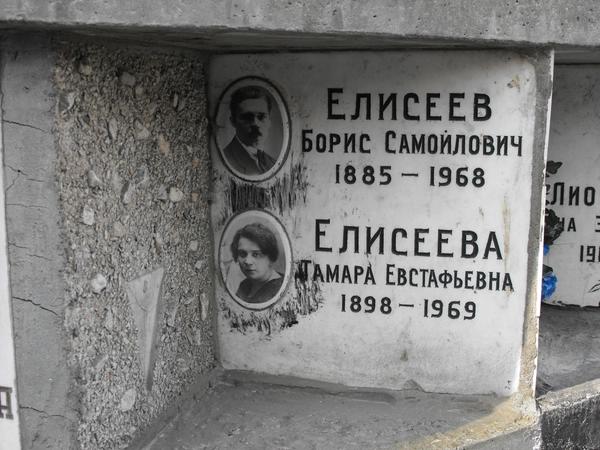 Елисеев
Борис Самойлович
1885 — 1968
Елисеева
Тамара Евстафьевна
1898 — 1969